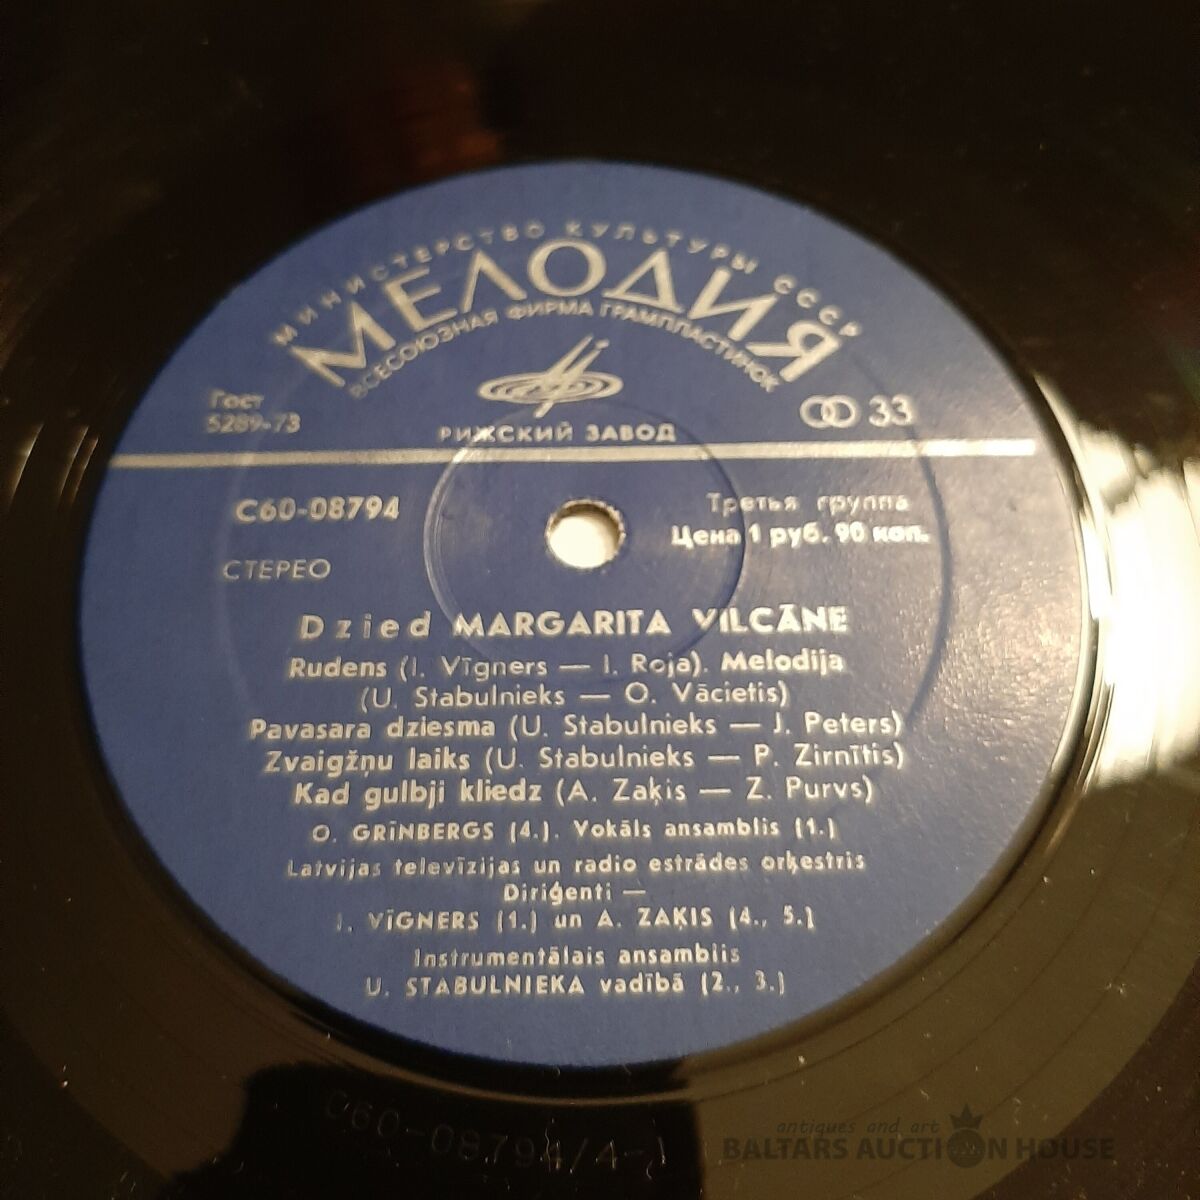 МИНИСТЕРСТВО КУЛЬТУРЫ СССР
МЕЛОДИЯ
ВСЕСОЮЗНАЯ ФИРМА ГРАМПЛАСТИНОК
Гост
5289-73
33
РИЖСКИЙ ЗАВОД
С60-08794
Третья группа
Цена 1 руб. 90 коп.
СТЕРЕО
Dzied MARGARITA VILCĀNE
Rudens (I. Vīgners — I. Roja). Melodija
(U. Stabulnieks — O. Vācietis)
Pavasara dziesma (U. Stabulnieks — J. Peters)
Zvaigžņu laiks (U. Stabulnieks — P. Zirnītis)
Kad gulbji kliedz (A. Zaķis — Z. Purvs)
O. GRĪNBERGS (4.). Vokāls ansamblis (1.)
Latvijas televīzijas un radio estrādes orķestris
Diriģenti —
I. VĪGNERS (1.) un A. ZAĶIS (4., 5.)
Instrumentālais ansamblis
U. STABULNIEKA vadībā (2., 3.)
С60-08794/4-1
antiques and art
BALTARS AUCTION HOUSE